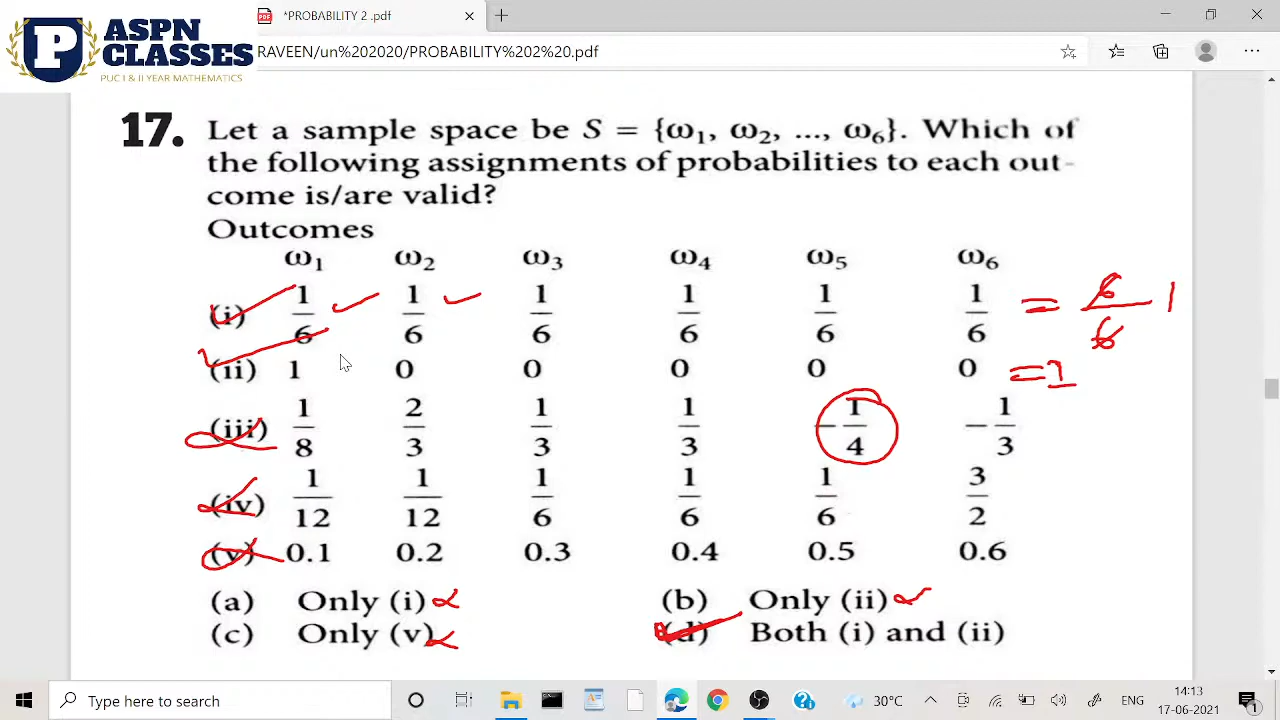 *PROBABILITY 2 .pdf
ASPN
CLASSES
PUC I & II YEAR MATHEMATICS
P
RAVEEN/un%202020/PROBABILITY%202%20.pdf
17. Let a sample space be S = {ω₁, ω₂, ..., ω₆}. Which of
the following assignments of probabilities to each out-
come is/are valid?
Outcomes
ω₁ ω₂ ω₃ ω₄ ω₅ ω₆
(i) 1/6 1/6 1/6 1/6 1/6 1/6 = 6/6 1
(ii) 1 0 0 0 0 0 = 1
(iii) 1/8 2/3 1/3 1/3 -1/4 -1/3
(iv) 1/12 1/12 1/6 1/6 1/6 3/2
(v) 0.1 0.2 0.3 0.4 0.5 0.6
(a) Only (i) (b) Only (ii)
(c) Only (v) (d) Both (i) and (ii)
Type here to search
30°C
ENG
14:13
17-06-2021